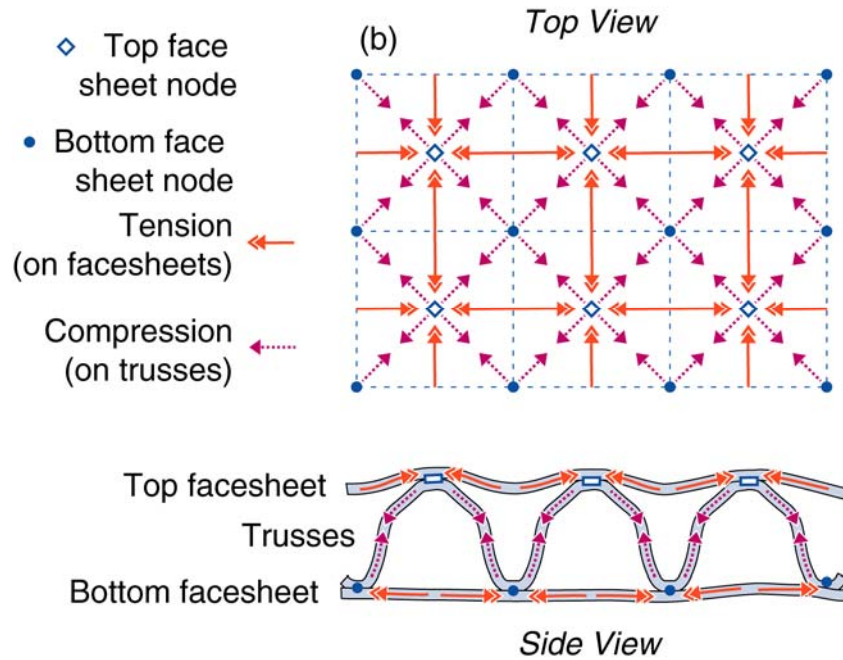 Top face
sheet node
Bottom face
sheet node
Tension
(on facesheets)
Compression
(on trusses)
(b)
Top View
Top facesheet
Trusses
Bottom facesheet
Side View